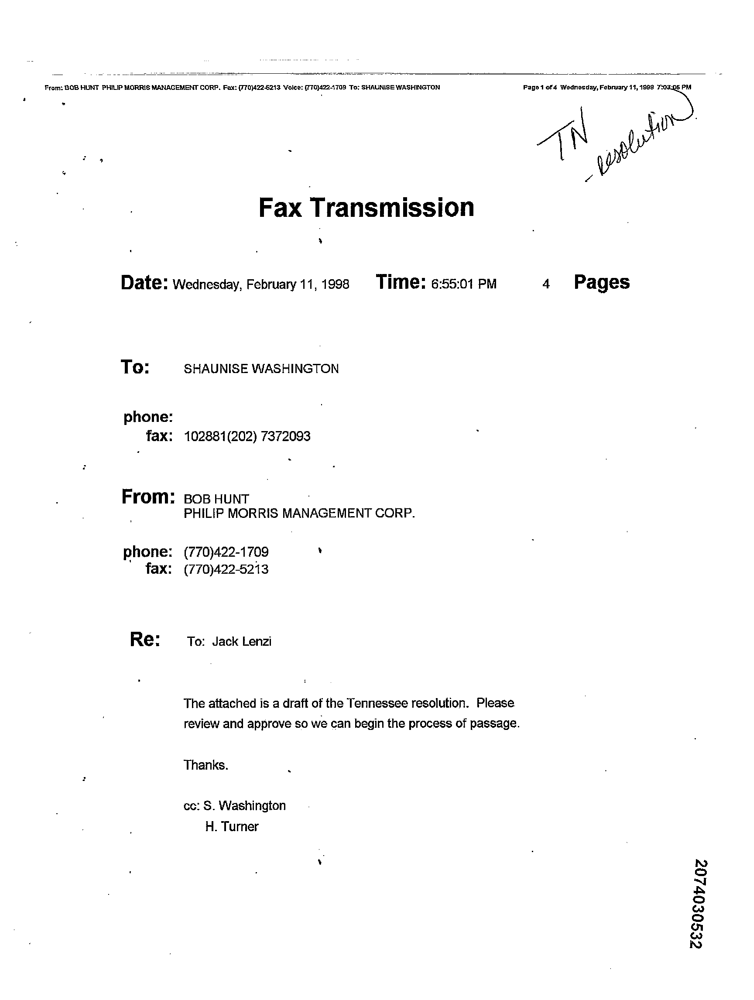 From: BOB HUNT PHILIP MORRIS MANAGEMENT CORP. Fax: (770)422-5213 Voice: (770)422-1709 To: SHAUNISE WASHINGTON Page 1 of 4 Wednesday, February 11, 1998 7:03:06 PM
TN
- resolution
Fax Transmission
Date: Wednesday, February 11, 1998 Time: 6:55:01 PM 4 Pages
To: SHAUNISE WASHINGTON
phone:
fax: 102881(202) 7372093
From: BOB HUNT
PHILIP MORRIS MANAGEMENT CORP.
phone: (770)422-1709
fax: (770)422-5213
Re: To: Jack Lenzi
The attached is a draft of the Tennessee resolution. Please
review and approve so we can begin the process of passage.
Thanks.
cc: S. Washington
H. Turner
2074030532